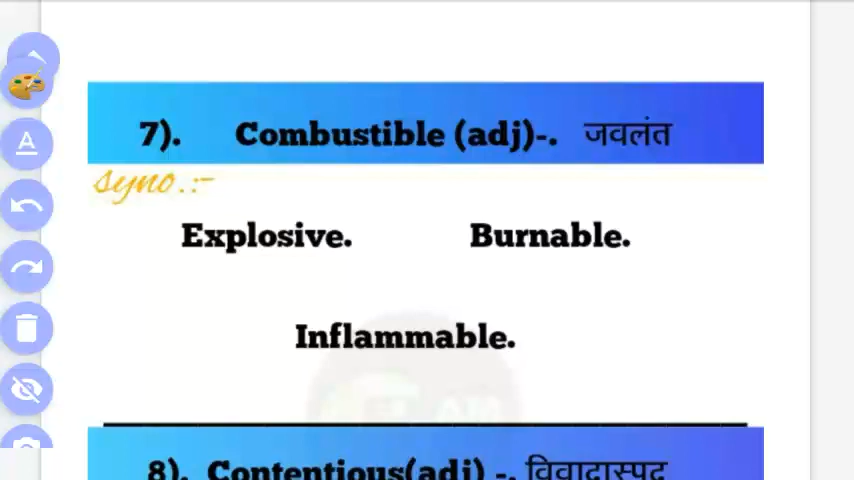 7). Combustible (adj)-. जवलंत
syno.:-
Explosive. Burnable.
Inflammable.
8). Contentious(adj) -. विवादास्पद